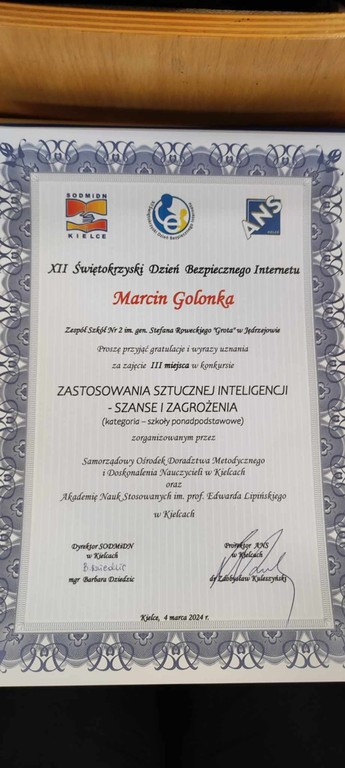 SODMIDN
KIELCE
ANS
XII Świętokrzyski Dzień Bezpiecznego Internetu
Marcin Golonka
Zespół Szkół Nr 2 im. gen. Stefana Roweckiego "Grota" w Jędrzejowie
Proszę przyjąć gratulacje i wyrazy uznania
za zajęcie III miejsca w konkursie
ZASTOSOWANIA SZTUCZNEJ INTELIGENCJI
- SZANSE I ZAGROŻENIA
(kategoria – szkoły ponadpodstawowe)
zorganizowanym przez
Samorządowy Ośrodek Doradztwa Metodycznego
i Doskonalenia Nauczycieli w Kielcach
oraz
Akademię Nauk Stosowanych im. prof. Edwarda Lipińskiego
w Kielcach
Dyrektor SODMiDN
w Kielcach
B. Dziedzic
mgr Barbara Dziedzic
Prorektor ANS
w Kielcach
dr Zdobysław Kuleszyński
Kielce, 4 marca 2024 r.